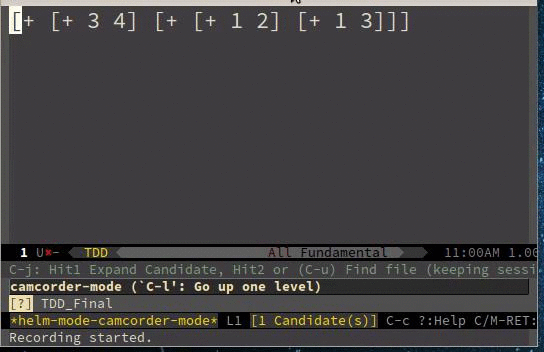 [+ [+ 3 4] [+ [+ 1 2] [+ 1 3]]]
1 U✖- TDD All Fundamental 11:00AM 1.00
C-j: Hit1 Expand Candidate, Hit2 or (C-u) Find file (keeping sessi
camcorder-mode (`C-l': Go up one level)
[?] TDD_Final
*helm-mode-camcorder-mode* L1 [1 Candidate(s)] C-c ?:Help C/M-RET:
Recording started.